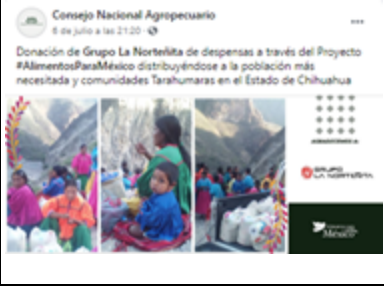 Consejo Nacional Agropecuario
6 de julio a las 21:20
Donación de Grupo La Norteñita de despensas a través del Proyecto
#AlimentosParaMéxico distribuyéndose a la población más
necesitada y comunidades Tarahumaras en el Estado de Chihuahua
GRUPO
LA NORTEÑITA
México